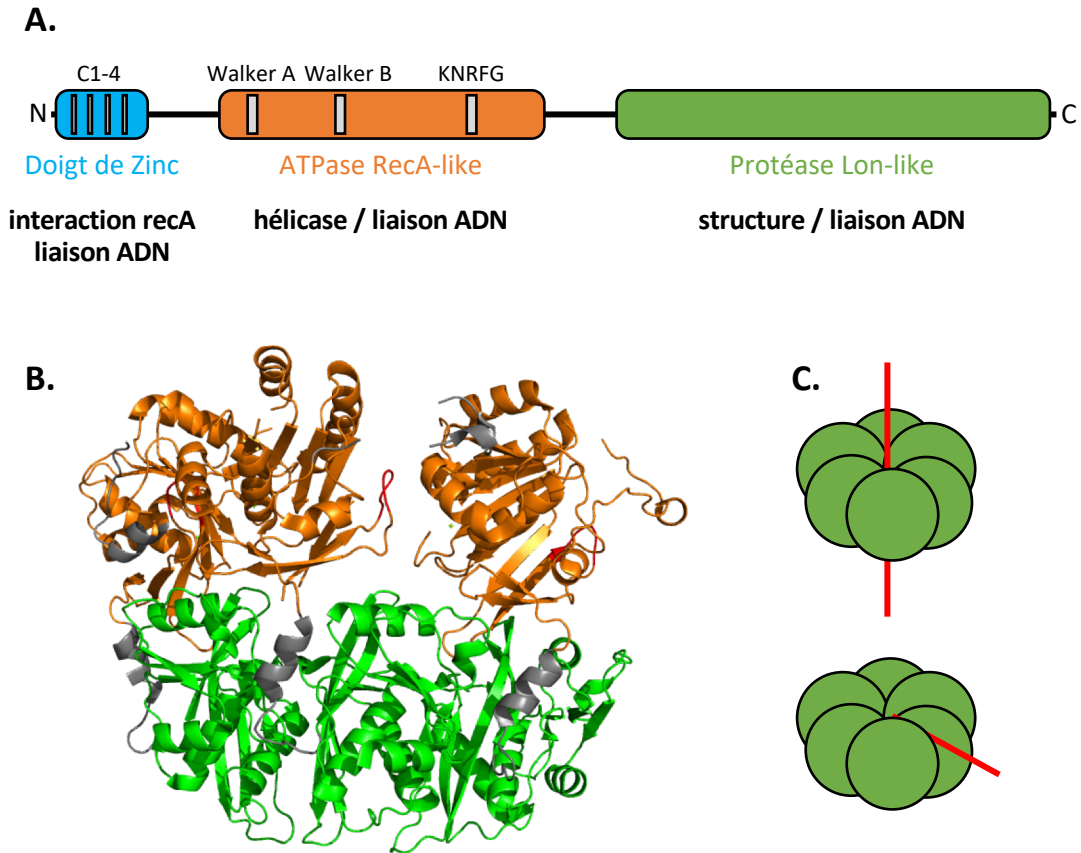 A.
C1-4
Walker A
Walker B
KNRFG
N
C
Doigt de Zinc
ATPase RecA-like
Protéase Lon-like
interaction recA
liaison ADN
hélicase / liaison ADN
structure / liaison ADN
B.
C.